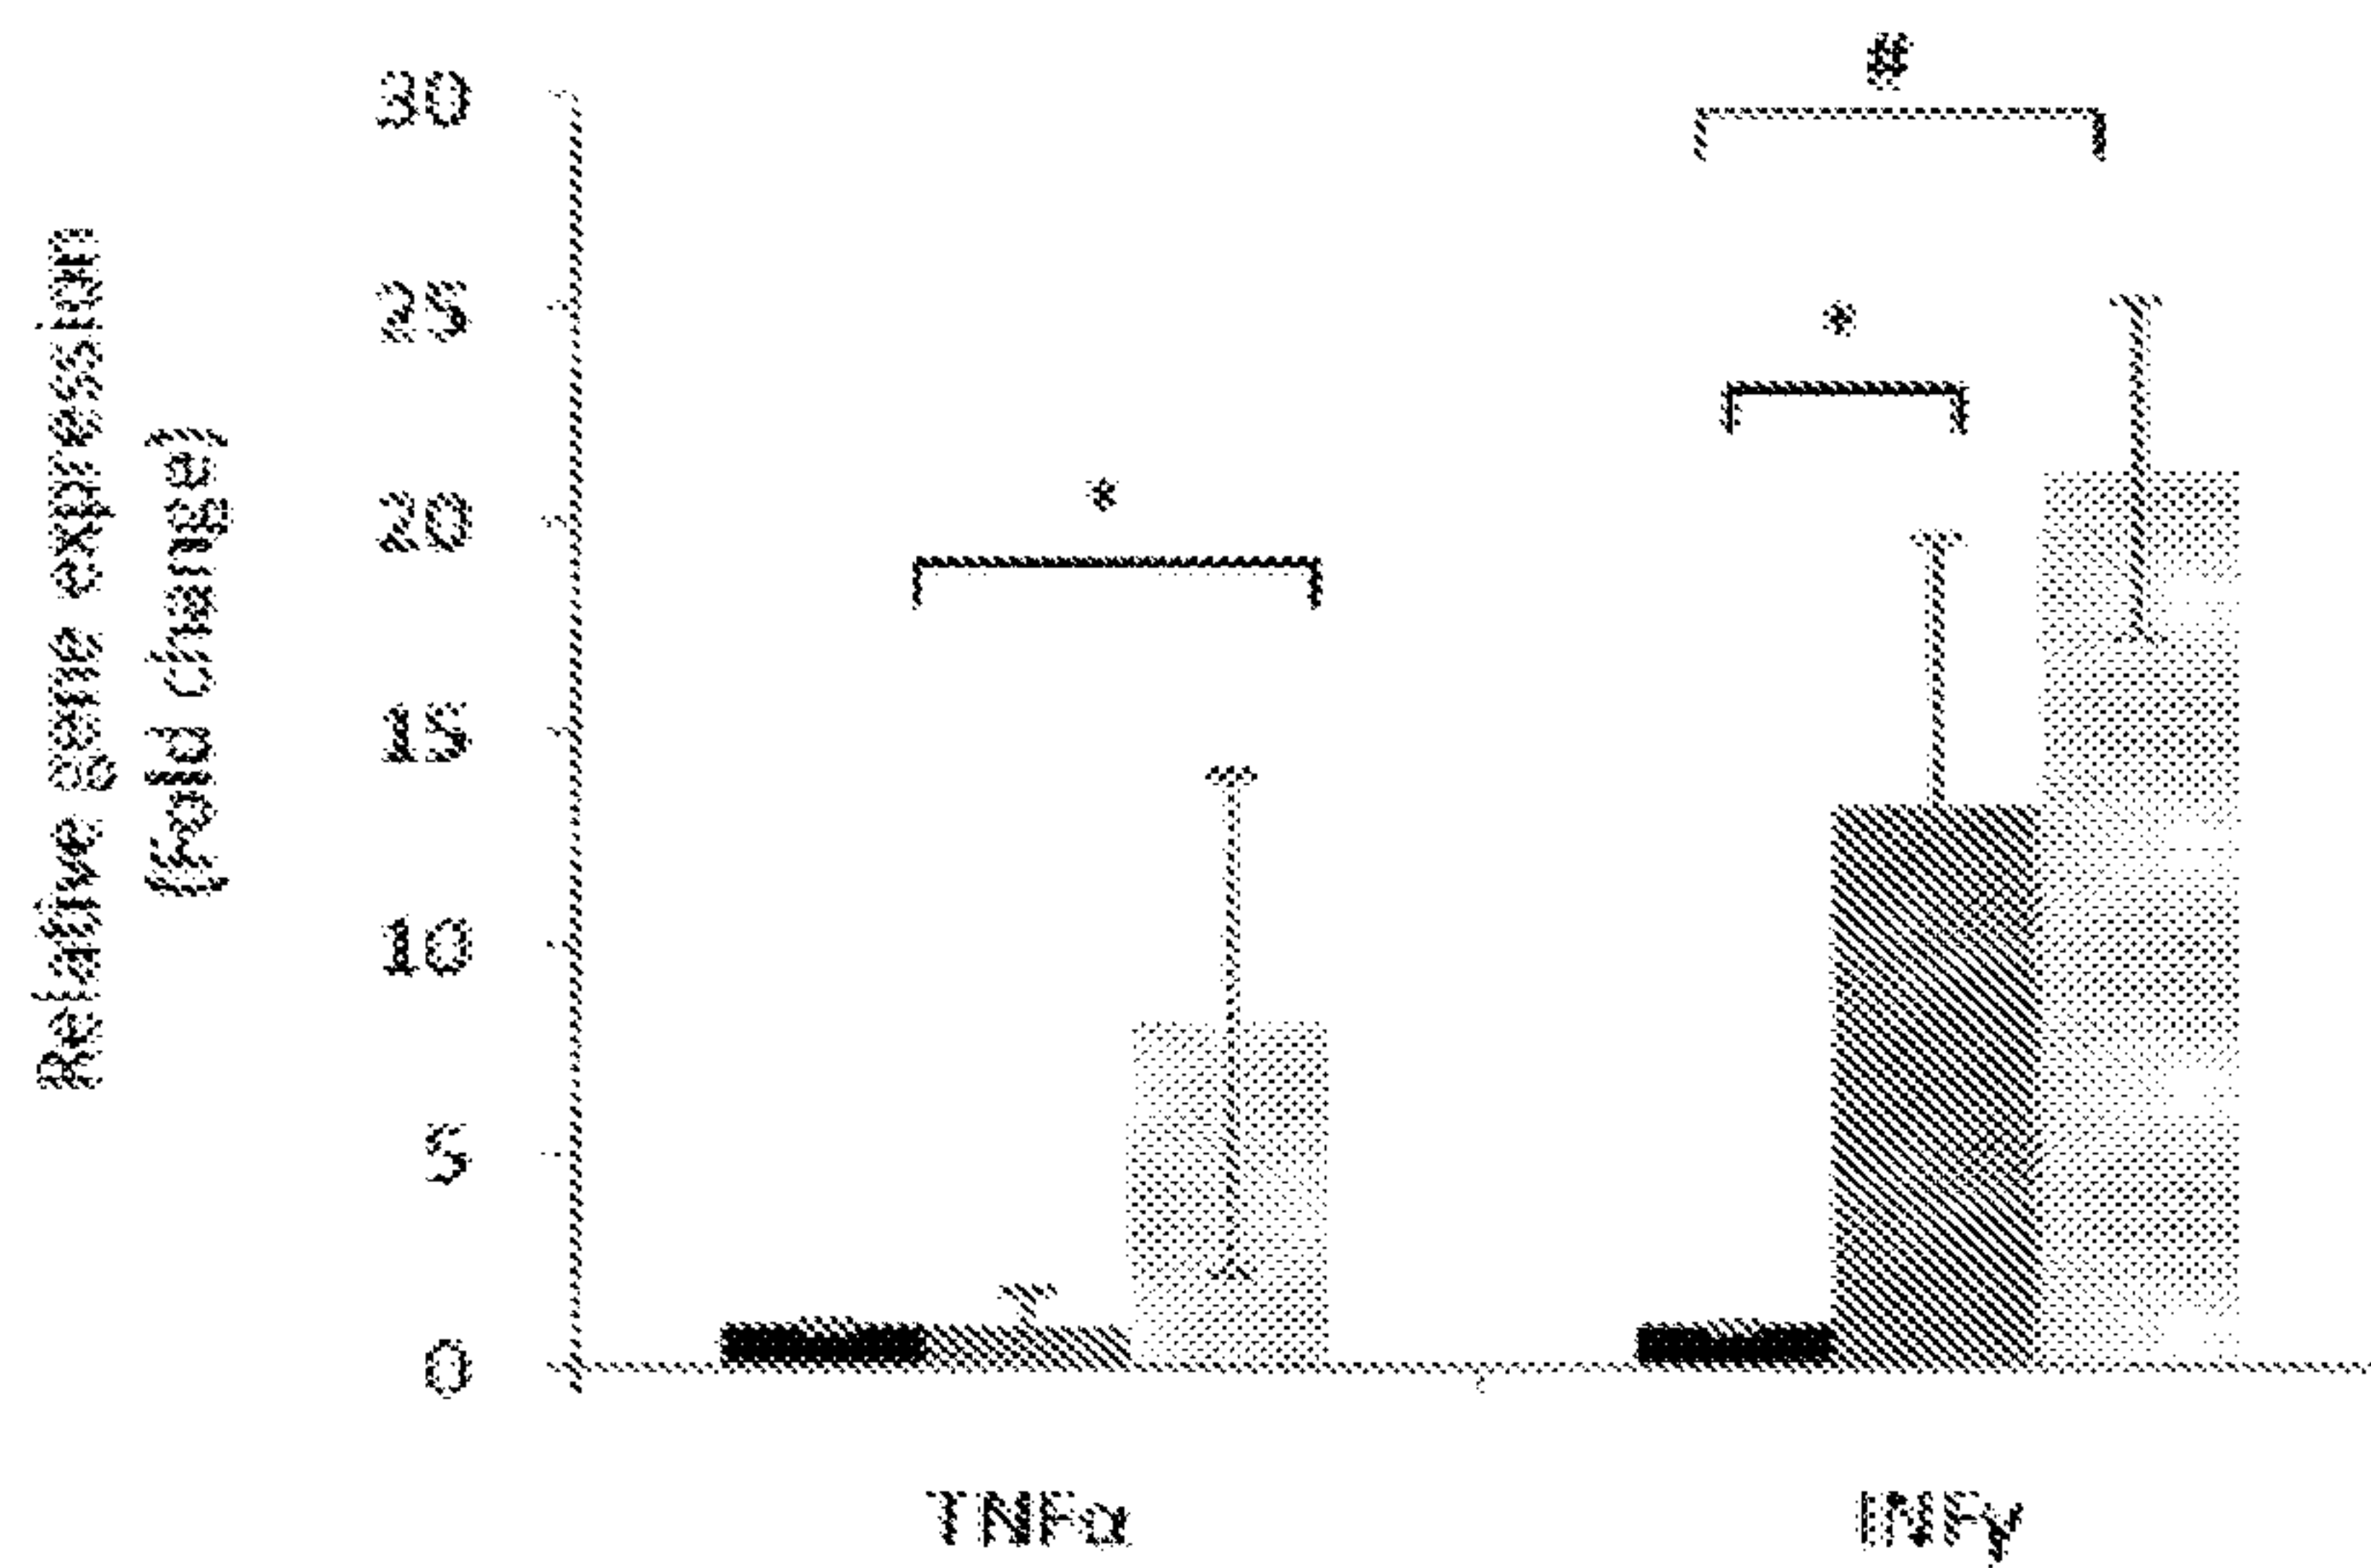 Relative gene expression
(Fold change)
30
25
20
15
10
5
0
#
*
*
TNFα
INFγ